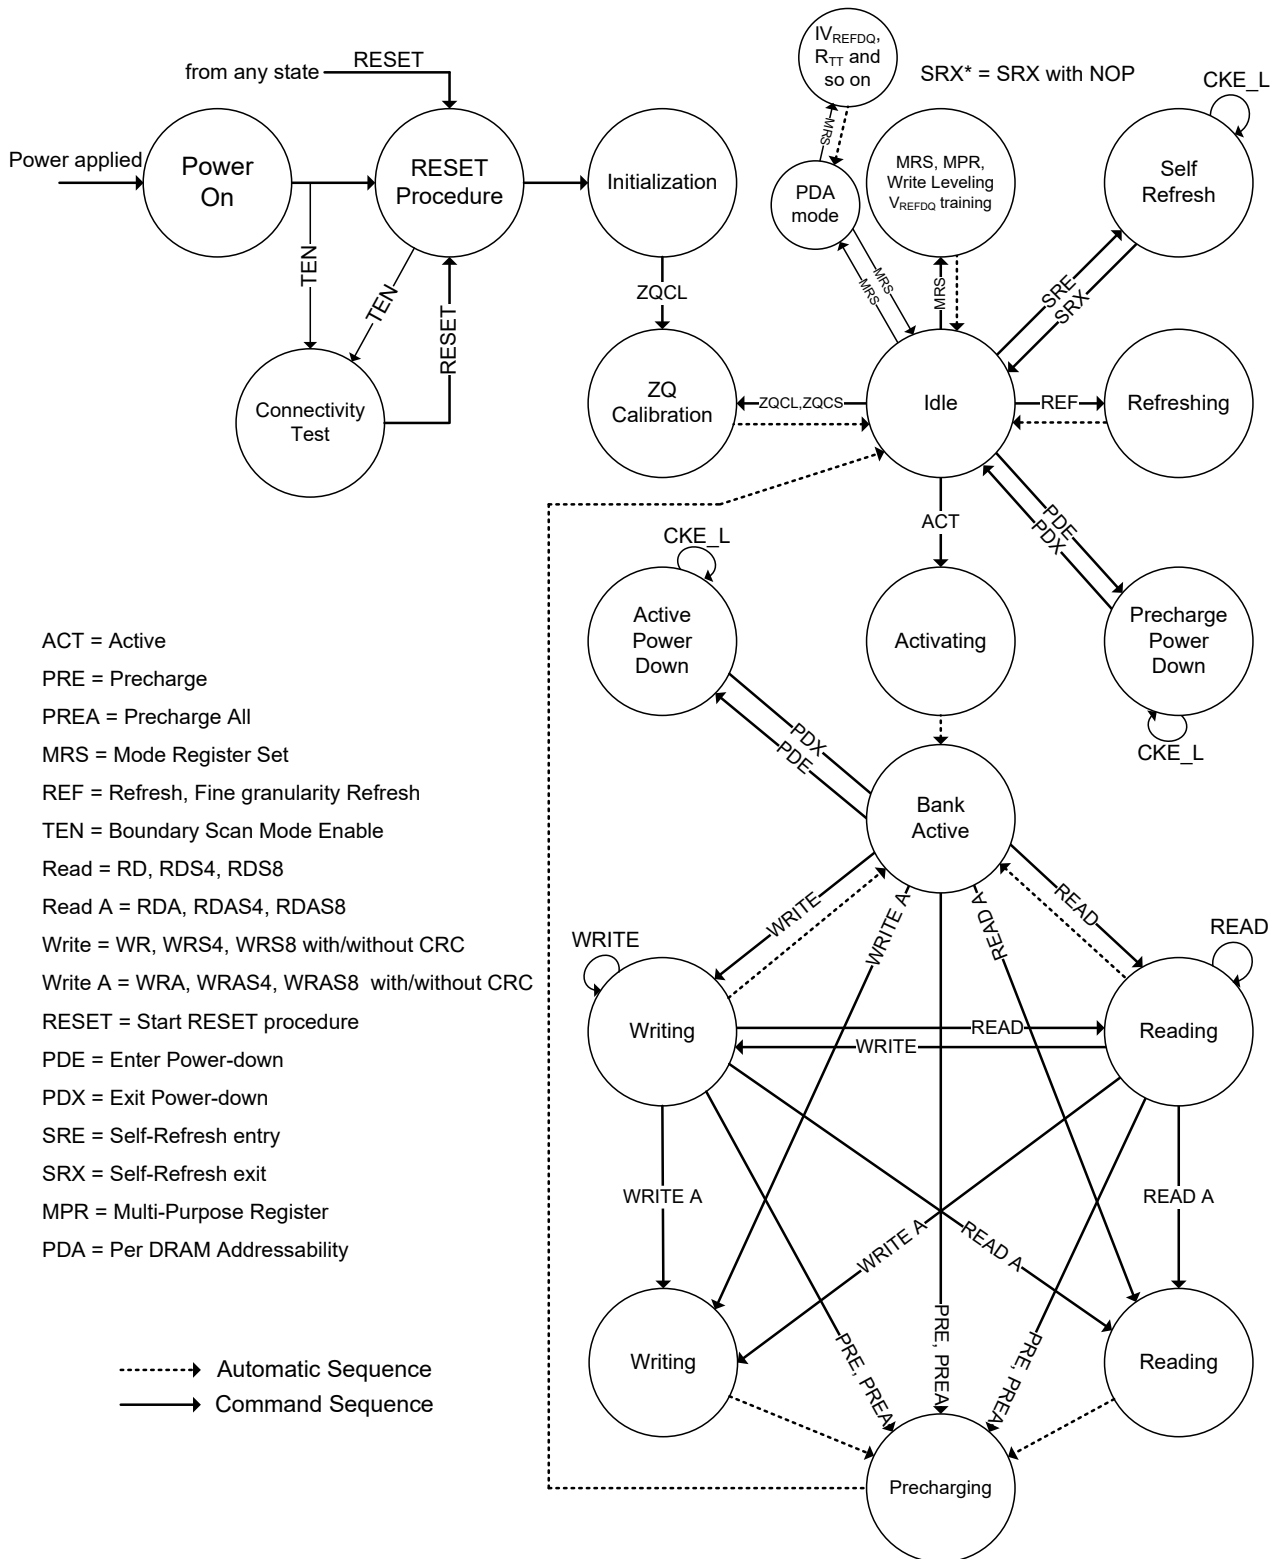 IVREFDQ,
RTT and
so on
from any state
RESET
SRX* = SRX with NOP
CKE_L
Power applied
Power
On
RESET
Procedure
Initialization
MRS
PDA
mode
MRS, MPR,
Write Leveling
VREFDQ training
Self
Refresh
TEN
TEN
RESET
ZQCL
MRS
MRS
MRS
SRE
SRX
Connectivity
Test
ZQ
Calibration
ZQCL,ZQCS
Idle
REF
Refreshing
ACT
PDE
PDX
CKE_L
Active
Power
Down
Activating
Precharge
Power
Down
CKE_L
PDX
PDE
Bank
Active
ACT = Active
PRE = Precharge
PREA = Precharge All
MRS = Mode Register Set
REF = Refresh, Fine granularity Refresh
TEN = Boundary Scan Mode Enable
Read = RD, RDS4, RDS8
Read A = RDA, RDAS4, RDAS8
Write = WR, WRS4, WRS8 with/without CRC
Write A = WRA, WRAS4, WRAS8 with/without CRC
RESET = Start RESET procedure
PDE = Enter Power-down
PDX = Exit Power-down
SRE = Self-Refresh entry
SRX = Self-Refresh exit
MPR = Multi-Purpose Register
PDA = Per DRAM Addressability
WRITE
WRITE A
READ A
READ
WRITE
READ
Writing
READ
WRITE
Reading
WRITE A
READ A
WRITE A
READ A
Writing
PRE, PREA
PRE, PREA
PRE, PREA
Reading
Precharging
Automatic Sequence
Command Sequence